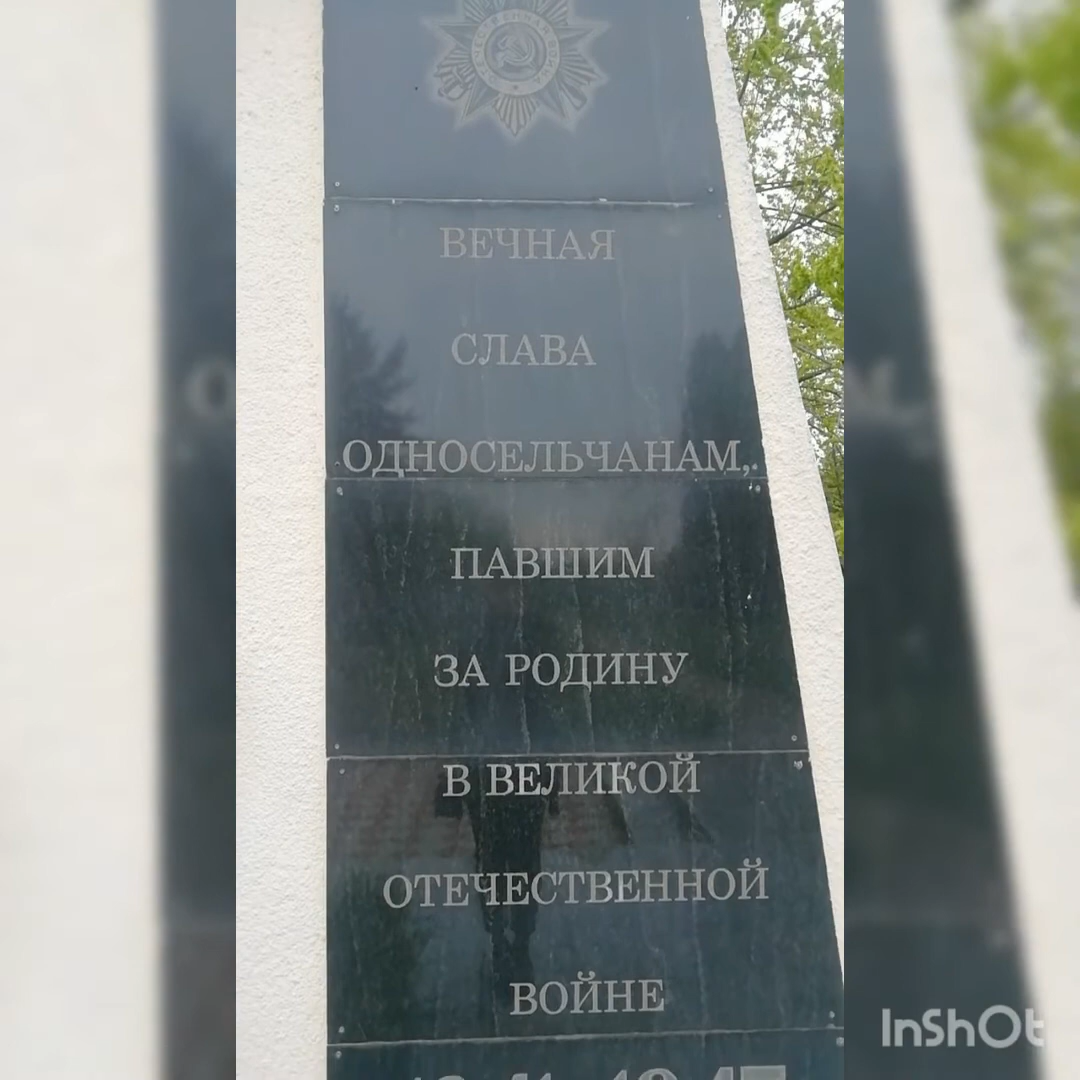 ВЕЧНАЯ
СЛАВА
ОДНОСЕЛЬЧАНАМ,
ПАВШИМ
ЗА РОДИНУ
В ВЕЛИКОЙ
ОТЕЧЕСТВЕННОЙ
ВОЙНЕ
InShOt